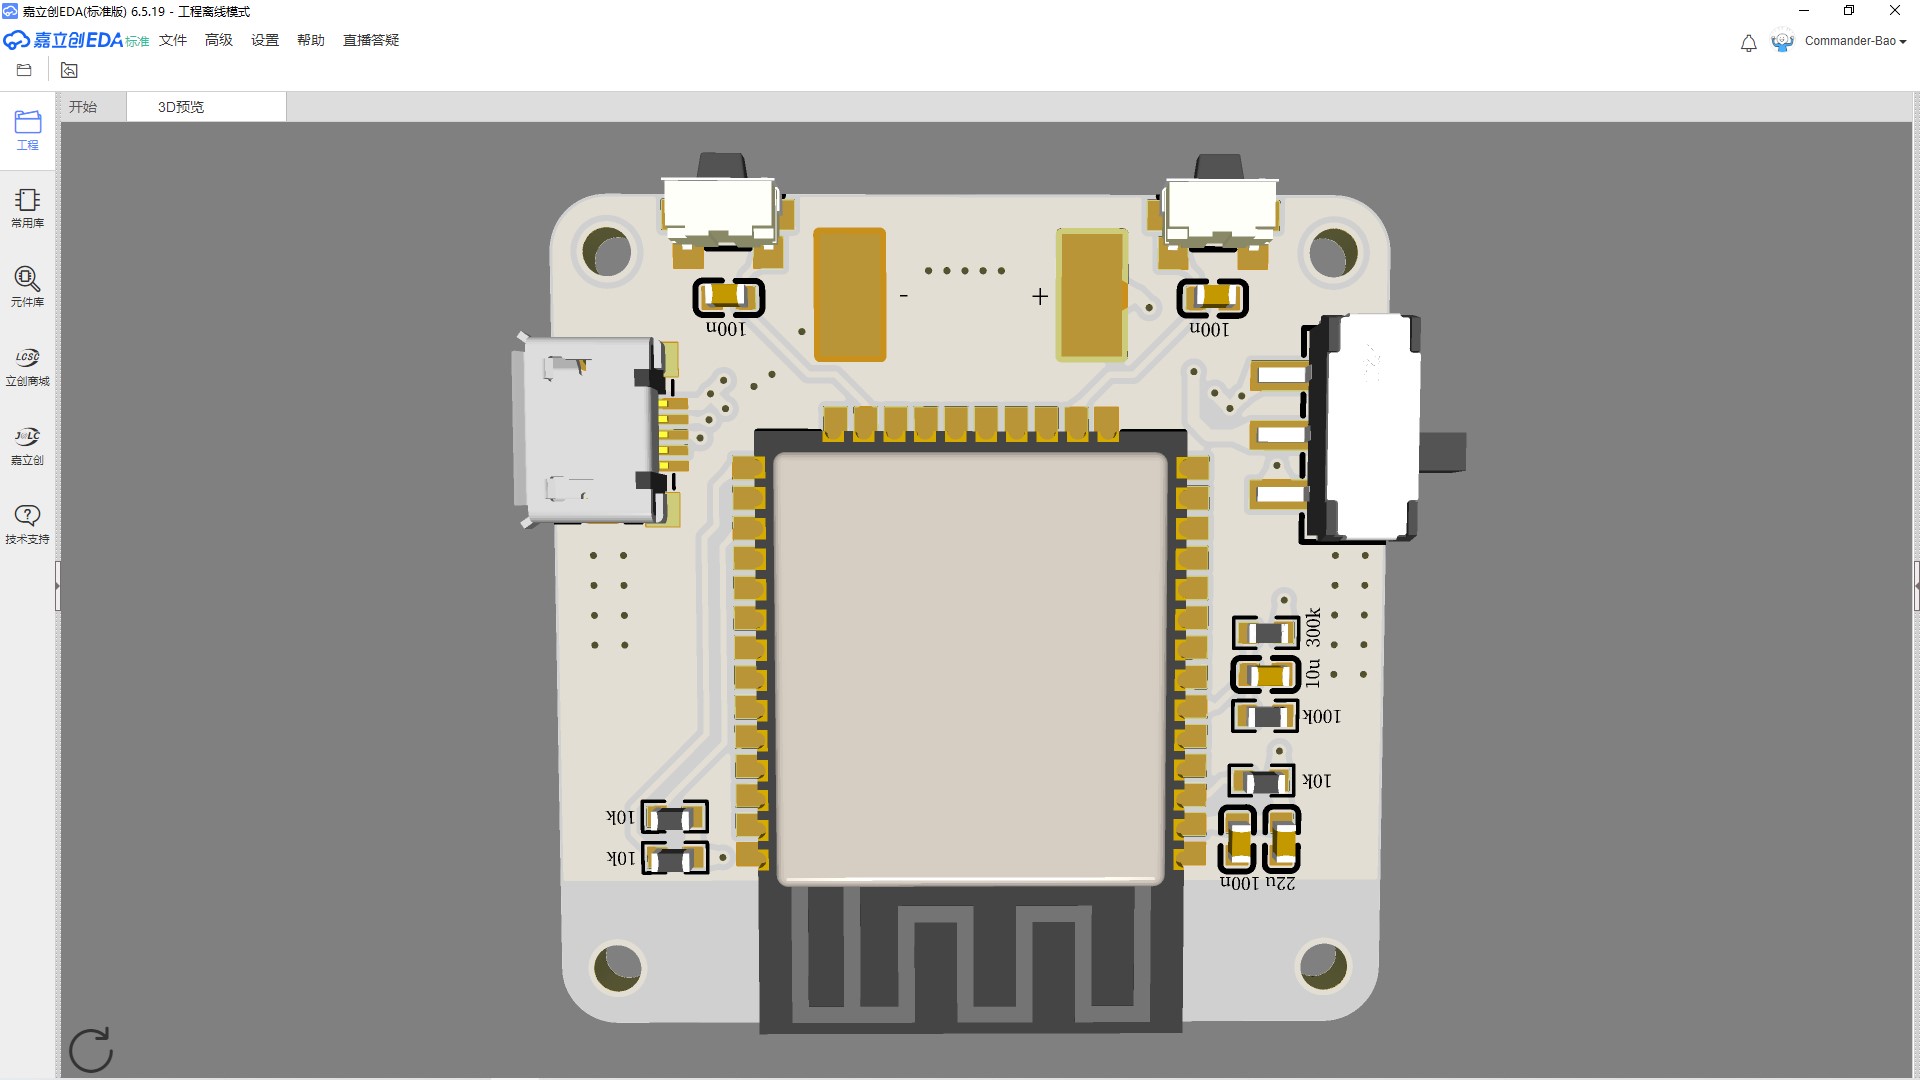 嘉立创EDA(标准版) 6.5.19 - 工程离线模式
嘉立创EDA标准 文件 高级 设置 帮助 直播答疑
Commander-Bao
开始 3D预览
工程
常用库
元件库
LCSC
立创商城
JLC
嘉立创
技术支持
- +
100n 100n
300k
10u
100k
10k
10k
10k
100n 22u